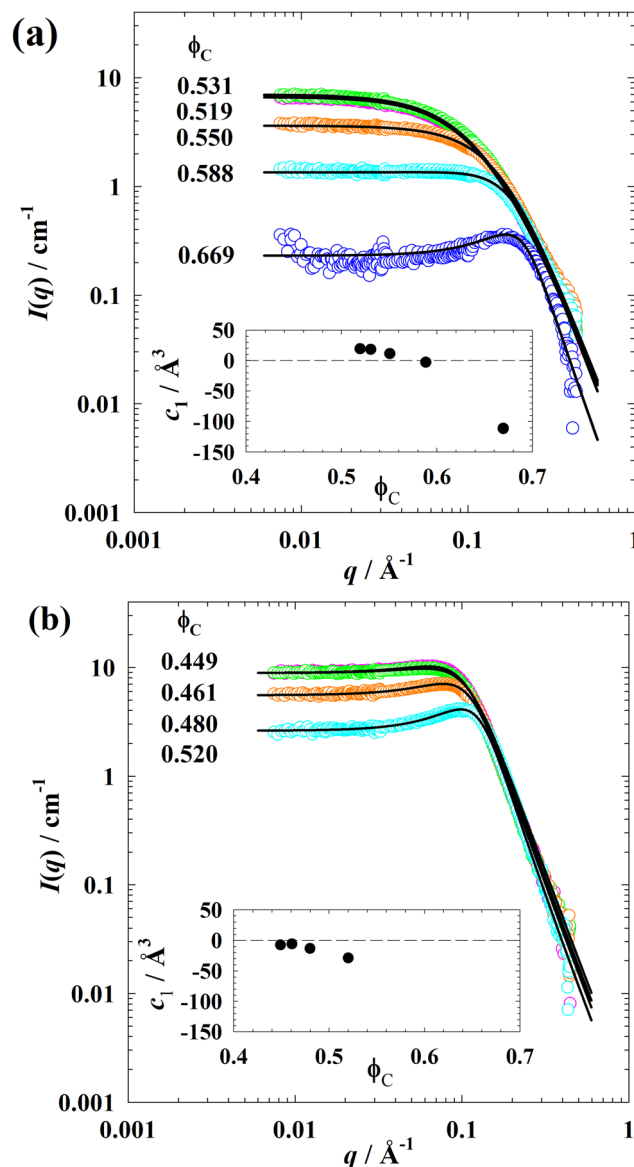 (a)
ϕC
0.531
0.519
0.550
0.588
0.669
10
1
0.1
0.01
0.001
I(q) / cm-1
50
0
-50
-100
-150
c1 / Å3
0.4 0.5 0.6 0.7
ϕC
0.001 0.01 0.1 1
q / Å-1
(b)
ϕC
0.449
0.461
0.480
0.520
10
1
0.1
0.01
0.001
I(q) / cm-1
50
0
-50
-100
-150
c1 / Å3
0.4 0.5 0.6 0.7
ϕC
0.001 0.01 0.1 1
q / Å-1